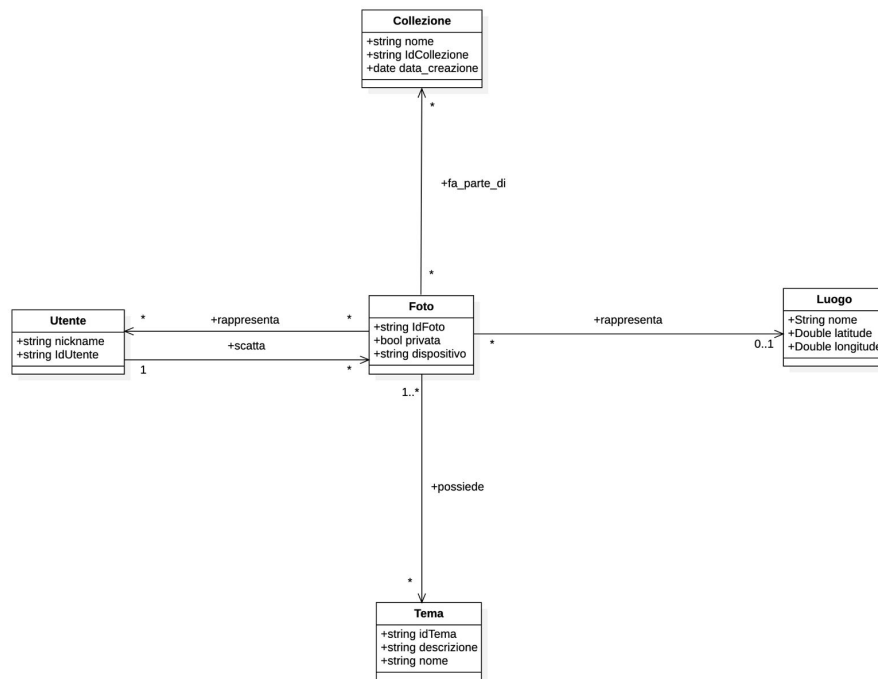 Collezione
+string nome
+string IdCollezione
+date data_creazione
*
+fa_parte_di
*
Utente
+string nickname
+string IdUtente
*
+rappresenta
*
+scatta
1
*
Foto
+string IdFoto
+bool privata
+string dispositivo
+rappresenta
*
0..1
Luogo
+String nome
+Double latitude
+Double longitude
1..*
+possiede
*
Tema
+string idTema
+string descrizione
+string nome